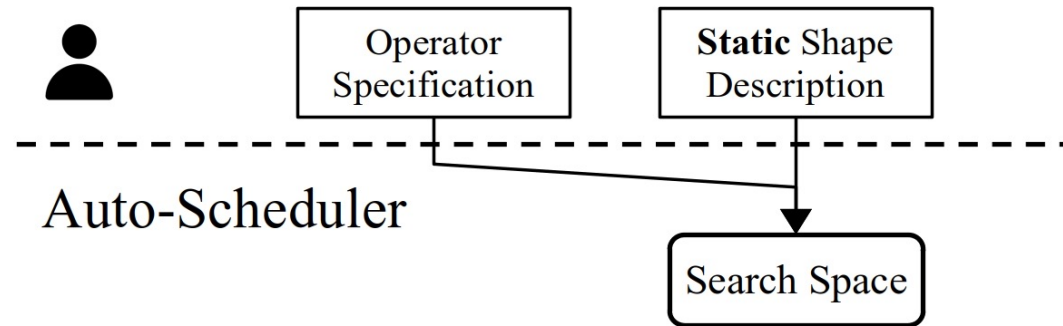 Operator
Specification
Static Shape
Description
Auto-Scheduler
Search Space